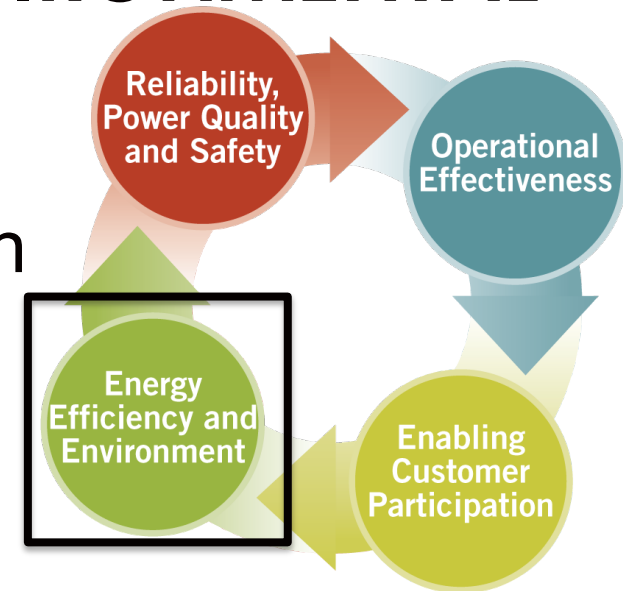 Reliability,
Power Quality
and Safety
Operational
Effectiveness
Energy
Efficiency and
Environment
Enabling
Customer
Participation